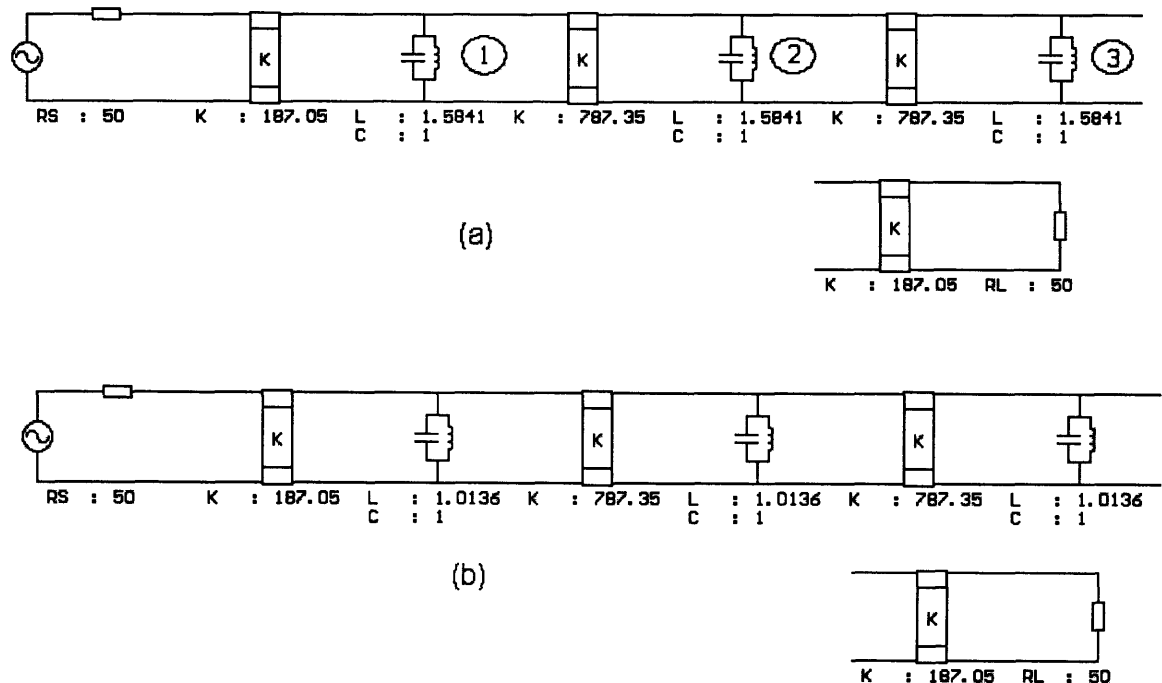 K ① K ② K ③
RS : 50 K : 187.05 L : 1.5841 K : 787.35 L : 1.5841 K : 787.35 L : 1.5841
C : 1 C : 1 C : 1
(a)
K
K : 187.05 RL : 50
K K K
RS : 50 K : 187.05 L : 1.0136 K : 787.35 L : 1.0136 K : 787.35 L : 1.0136
C : 1 C : 1 C : 1
(b)
K
K : 187.05 RL : 50